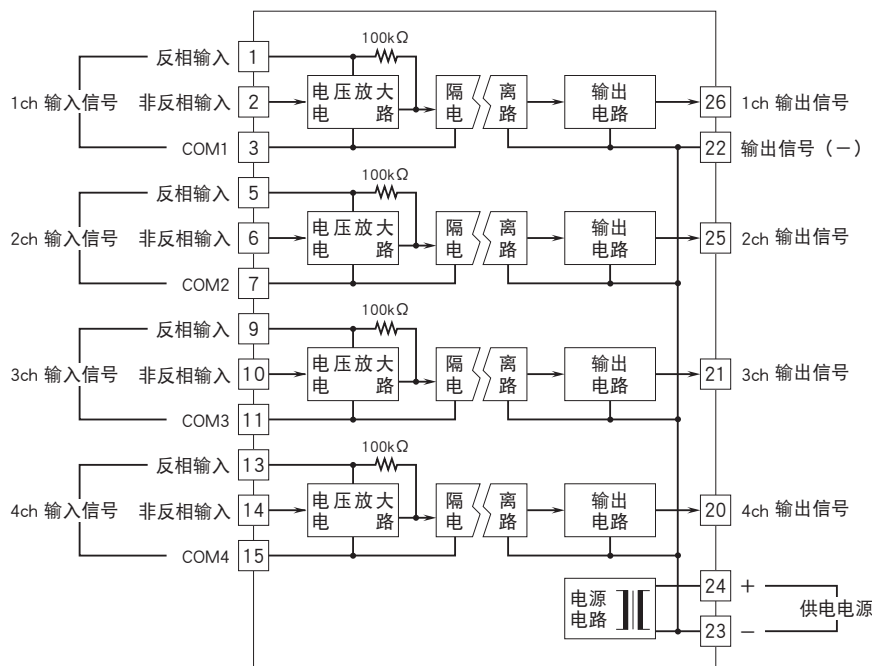 100kΩ
反相输入 1
1ch 输入信号 非反相输入 2 电压放大电路 隔离电路 输出电路 26 1ch 输出信号
COM1 3 22 输出信号（－）
100kΩ
反相输入 5
2ch 输入信号 非反相输入 6 电压放大电路 隔离电路 输出电路 25 2ch 输出信号
COM2 7
100kΩ
反相输入 9
3ch 输入信号 非反相输入 10 电压放大电路 隔离电路 输出电路 21 3ch 输出信号
COM3 11
100kΩ
反相输入 13
4ch 输入信号 非反相输入 14 电压放大电路 隔离电路 输出电路 20 4ch 输出信号
COM4 15
电源电路 24 ＋
供电电源
23 －